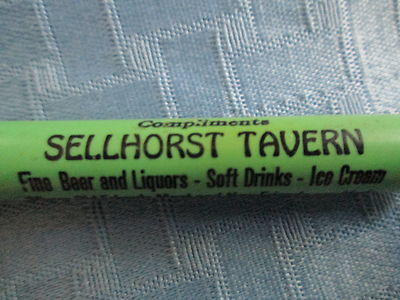 Compliments
SELLHORST TAVERN
Fine Beer and Liquors - Soft Drinks - Ice Cream